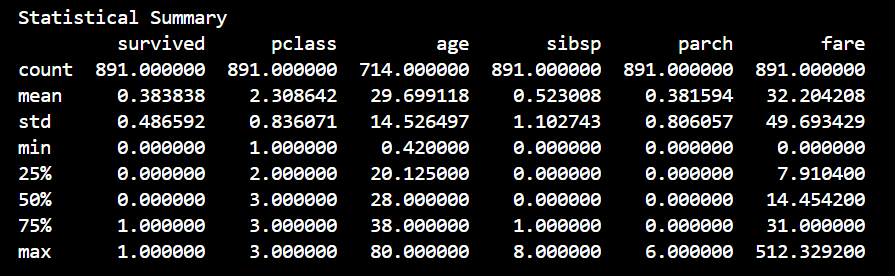 Statistical Summary
survived pclass age sibsp parch fare
count 891.000000 891.000000 714.000000 891.000000 891.000000 891.000000
mean 0.383838 2.308642 29.699118 0.523008 0.381594 32.204208
std 0.486592 0.836071 14.526497 1.102743 0.806057 49.693429
min 0.000000 1.000000 0.420000 0.000000 0.000000 0.000000
25% 0.000000 2.000000 20.125000 0.000000 0.000000 7.910400
50% 0.000000 3.000000 28.000000 0.000000 0.000000 14.454200
75% 1.000000 3.000000 38.000000 1.000000 0.000000 31.000000
max 1.000000 3.000000 80.000000 8.000000 6.000000 512.329200